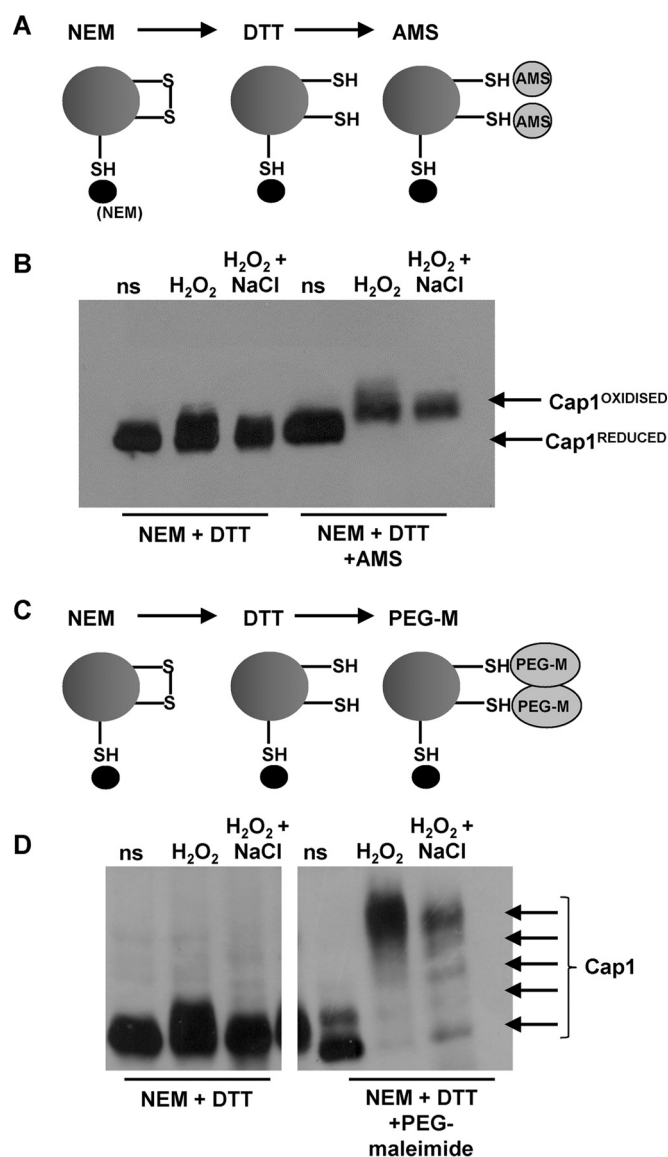 A NEM DTT AMS
S SH SH AMS
S SH SH AMS
SH SH SH
(NEM)
B
H₂O₂ + H₂O₂ +
ns H₂O₂ NaCl ns H₂O₂ NaCl
Cap1OXIDISED
Cap1REDUCED
NEM + DTT NEM + DTT
+AMS
C NEM DTT PEG-M
S SH SH PEG-M
S SH SH PEG-M
SH SH SH
D
H₂O₂ + H₂O₂ +
ns H₂O₂ NaCl ns H₂O₂ NaCl
Cap1
NEM + DTT NEM + DTT
+PEG-
maleimide